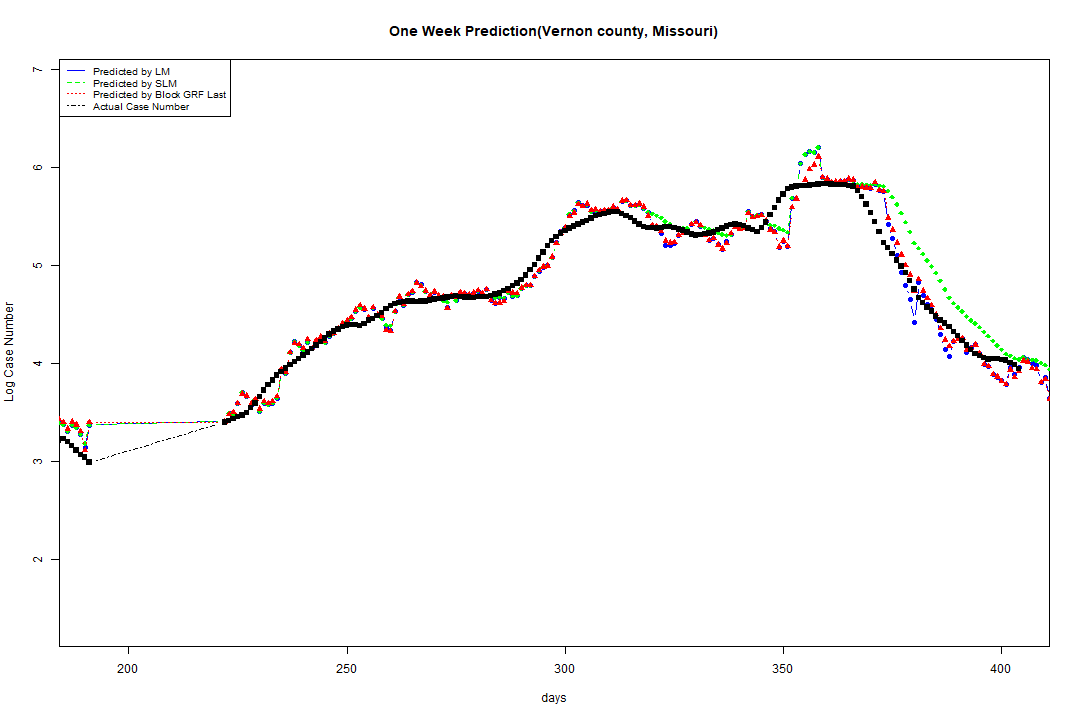 One Week Prediction(Vernon county, Missouri)
Predicted by LM
Predicted by SLM
Predicted by Block GRF Last
Actual Case Number
7
6
5
4
3
2
Log Case Number
200 250 300 350 400
days